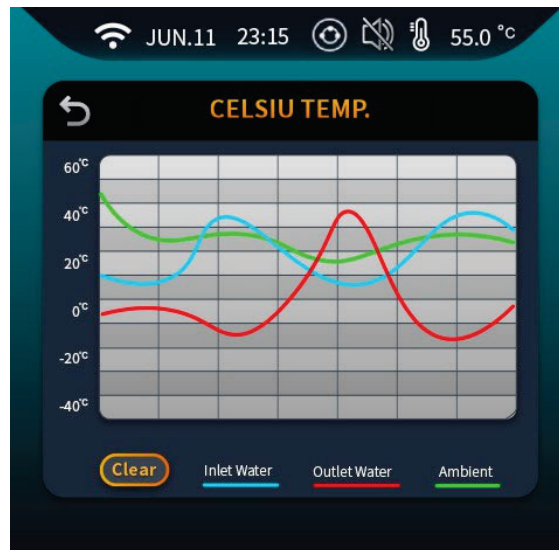 JUN.11 23:15 55.0 °C
CELSIU TEMP.
60°C
40°C
20°C
0°C
-20°C
-40°C
Clear Inlet Water Outlet Water Ambient